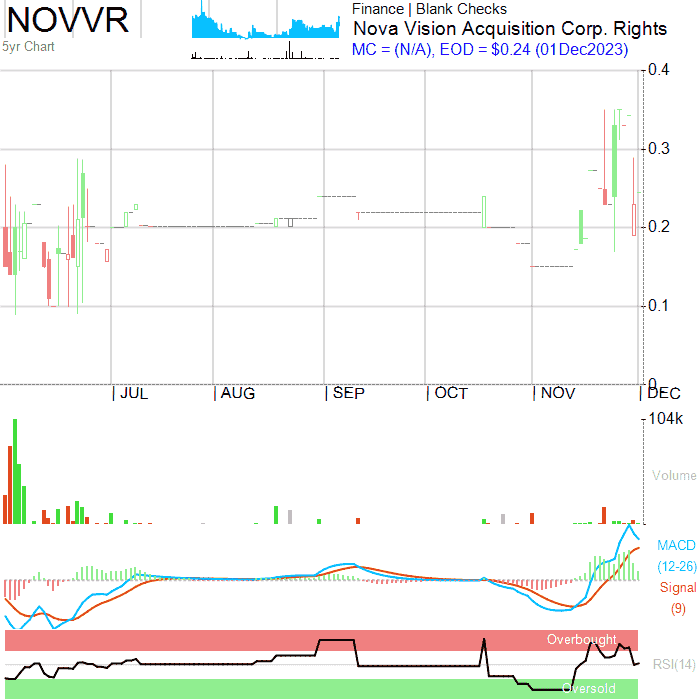 NOVVR
5yr Chart
Finance | Blank Checks
Nova Vision Acquisition Corp. Rights
MC = (N/A), EOD = $0.24 (01Dec2023)
0.4
0.3
0.2
0.1
0
JUL
AUG
SEP
OCT
NOV
DEC
104k
Volume
MACD
(12-26)
Signal
(9)
Overbought
RSI(14)
Oversold